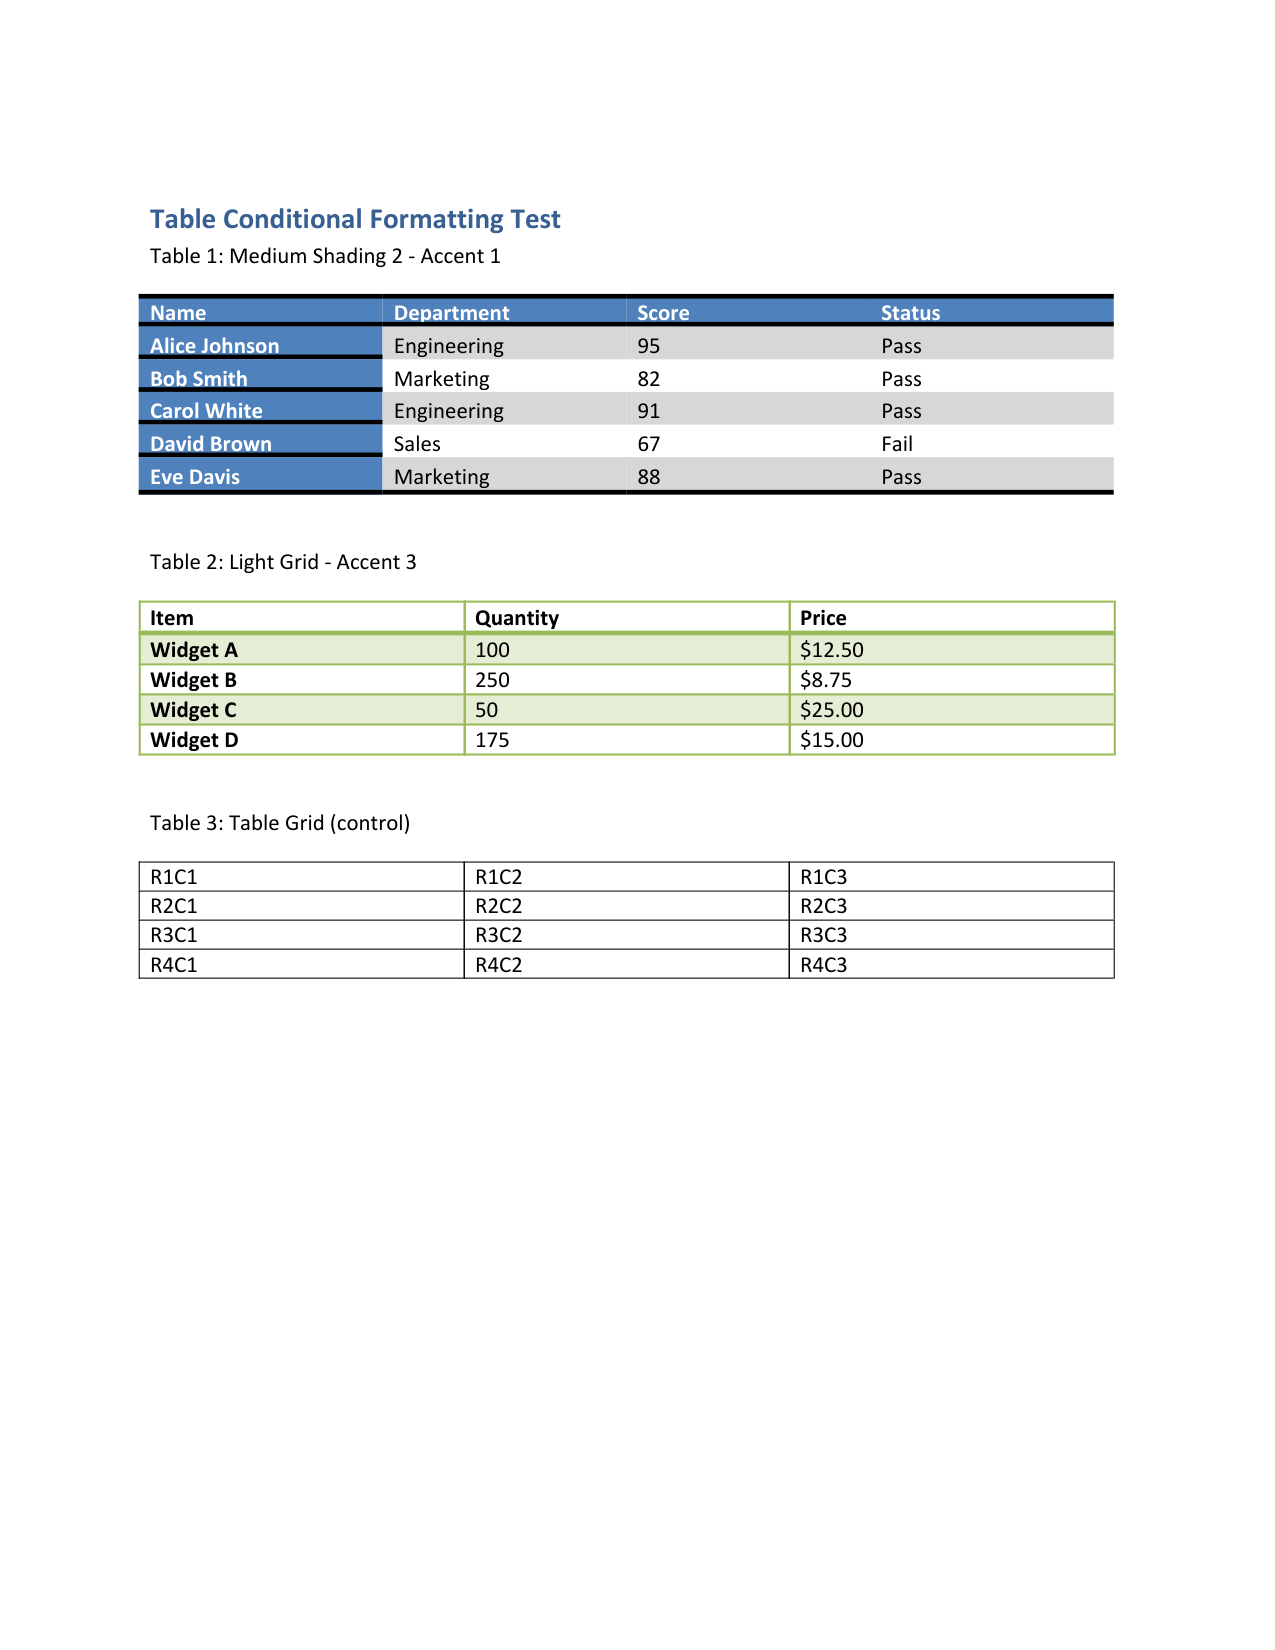 Table Conditional Formatting Test
Table 1: Medium Shading 2 - Accent 1
Name Department Score Status
Alice Johnson Engineering 95 Pass
Bob Smith Marketing 82 Pass
Carol White Engineering 91 Pass
David Brown Sales 67 Fail
Eve Davis Marketing 88 Pass
Table 2: Light Grid - Accent 3
Item Quantity Price
Widget A 100 $12.50
Widget B 250 $8.75
Widget C 50 $25.00
Widget D 175 $15.00
Table 3: Table Grid (control)
R1C1 R1C2 R1C3
R2C1 R2C2 R2C3
R3C1 R3C2 R3C3
R4C1 R4C2 R4C3